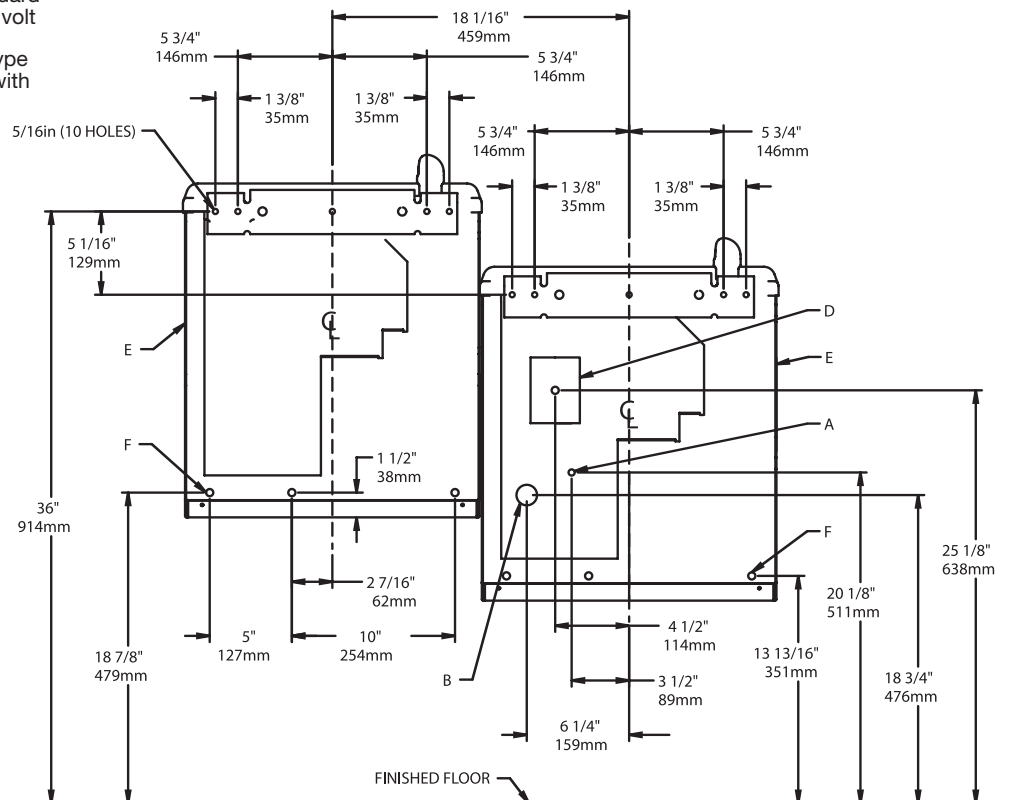 uard
volt
ype
with
18 1/16"
459mm
5 3/4"
146mm
5 3/4"
146mm
1 3/8"
35mm
1 3/8"
35mm
5/16in (10 HOLES)
5 3/4"
146mm
5 3/4"
146mm
1 3/8"
35mm
1 3/8"
35mm
5 1/16"
129mm
C
L
D
E
E
C
L
A
F
1 1/2"
38mm
36"
914mm
F
25 1/8"
638mm
2 7/16"
62mm
20 1/8"
511mm
4 1/2"
114mm
5"
127mm
10"
254mm
18 7/8"
479mm
13 13/16"
351mm
B
3 1/2"
89mm
18 3/4"
476mm
6 1/4"
159mm
FINISHED FLOOR